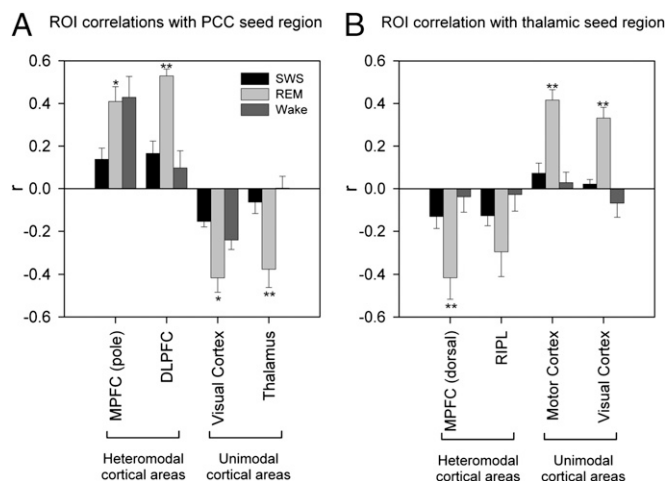 A ROI correlations with PCC seed region
0.6
0.4
0.2
0.0
-0.2
-0.4
-0.6
r
* ** * **
SWS
REM
Wake
MPFC (pole)
DLPFC
Visual Cortex
Thalamus
Heteromodal
cortical areas
Unimodal
cortical areas
B ROI correlation with thalamic seed region
0.6
0.4
0.2
0.0
-0.2
-0.4
-0.6
r
** ** **
MPFC (dorsal)
RIPL
Motor Cortex
Visual Cortex
Heteromodal
cortical areas
Unimodal
cortical areas